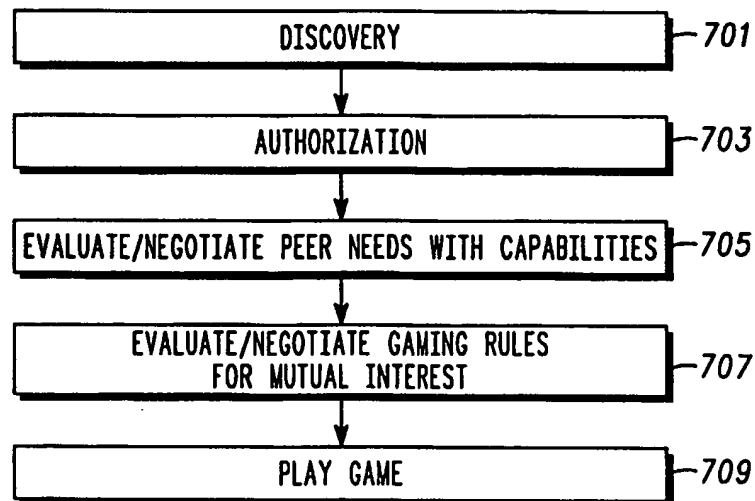 DISCOVERY 701
AUTHORIZATION 703
EVALUATE/NEGOTIATE PEER NEEDS WITH CAPABILITIES 705
EVALUATE/NEGOTIATE GAMING RULES
FOR MUTUAL INTEREST 707
PLAY GAME 709